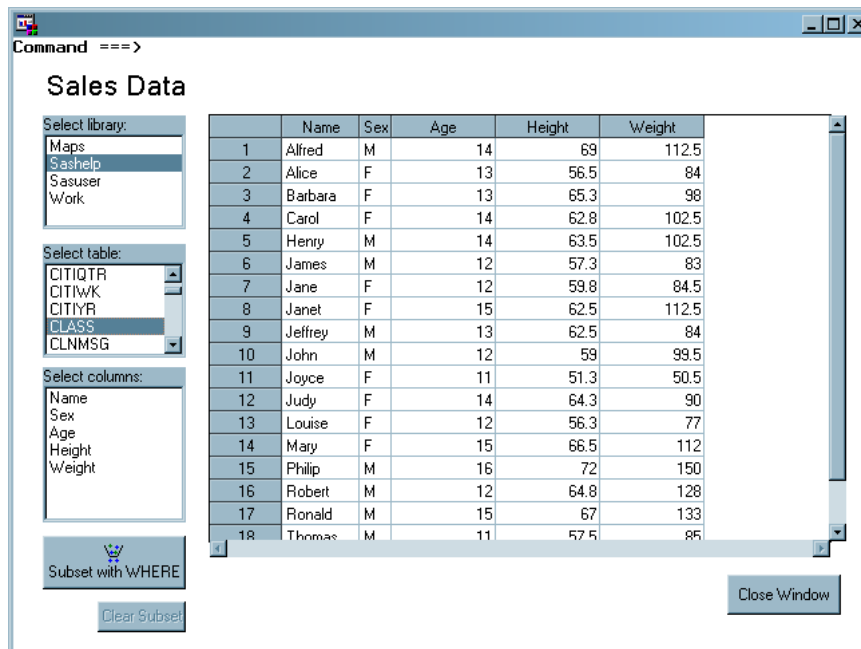 Command ===>
Sales Data
Select library:
Maps
Sashelp
Sasuser
Work
Select table:
CITIQTR
CITIWK
CITIYR
CLASS
CLNMSG
Select columns:
Name
Sex
Age
Height
Weight
Subset with WHERE
Clear Subset
Name Sex Age Height Weight
1 Alfred M 14 69 112.5
2 Alice F 13 56.5 84
3 Barbara F 13 65.3 98
4 Carol F 14 62.8 102.5
5 Henry M 14 63.5 102.5
6 James M 12 57.3 83
7 Jane F 12 59.8 84.5
8 Janet F 15 62.5 112.5
9 Jeffrey M 13 62.5 84
10 John M 12 59 99.5
11 Joyce F 11 51.3 50.5
12 Judy F 14 64.3 90
13 Louise F 12 56.3 77
14 Mary F 15 66.5 112
15 Philip M 16 72 150
16 Robert M 12 64.8 128
17 Ronald M 15 67 133
18 Thomas M 11 57.5 85
Close Window